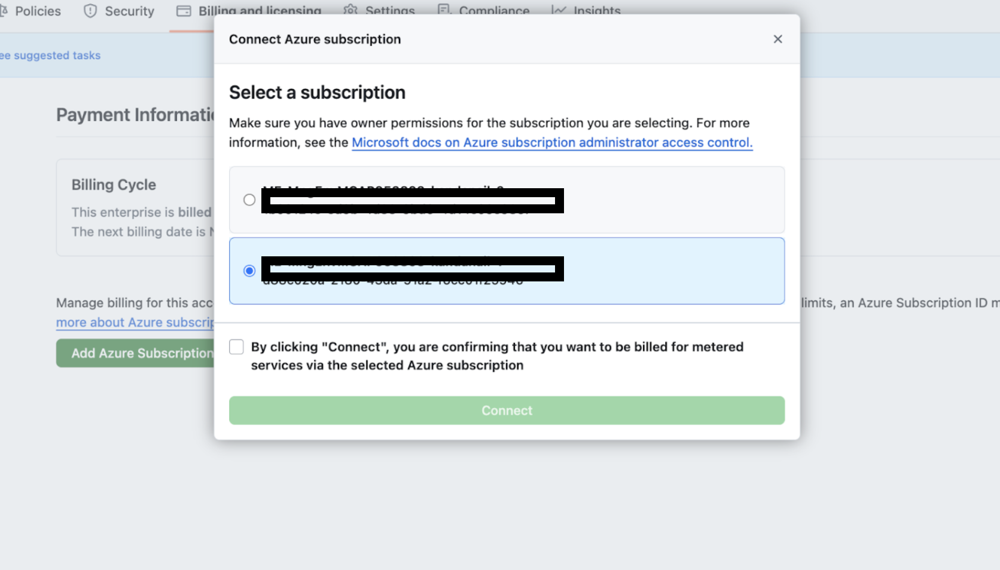 Policies
Security
Billing and licensing
Settings
Compliance
Insights
ee suggested tasks
Connect Azure subscription
Select a subscription
Make sure you have owner permissions for the subscription you are selecting. For more
information, see the Microsoft docs on Azure subscription administrator access control.
Payment Informatio
Billing Cycle
This enterprise is billed
The next billing date is N
Manage billing for this acc
limits, an Azure Subscription ID m
more about Azure subscrip
Add Azure Subscription
By clicking "Connect", you are confirming that you want to be billed for metered
services via the selected Azure subscription
Connect